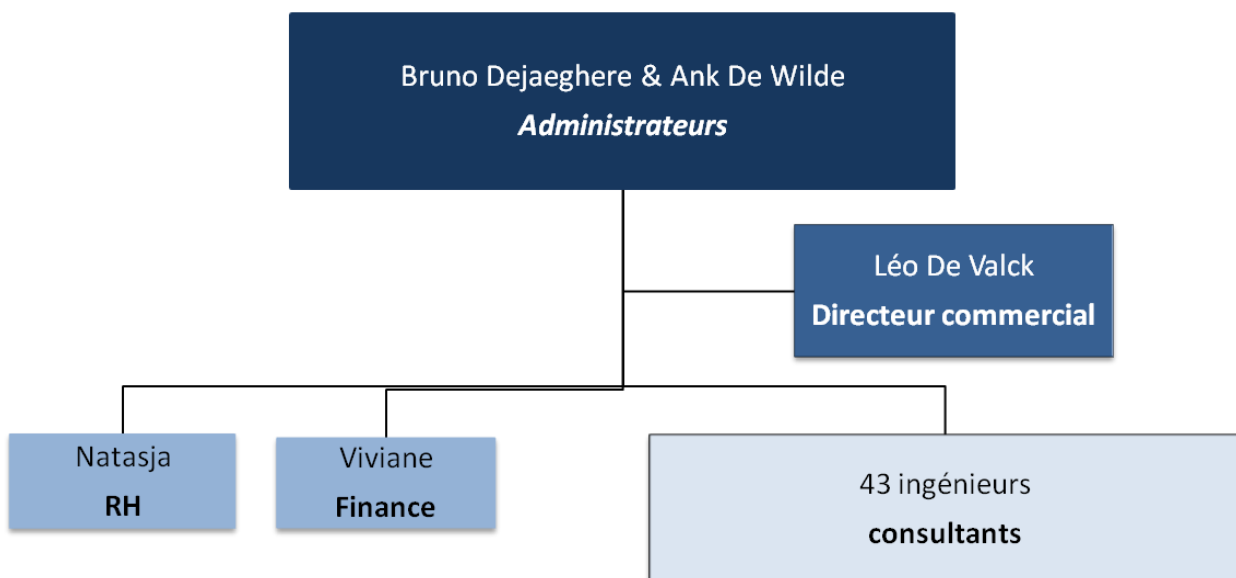 Bruno Dejaeghere & Ank De Wilde
Administrateurs
Léo De Valck
Directeur commercial
Natasja
RH
Viviane
Finance
43 ingénieurs
consultants